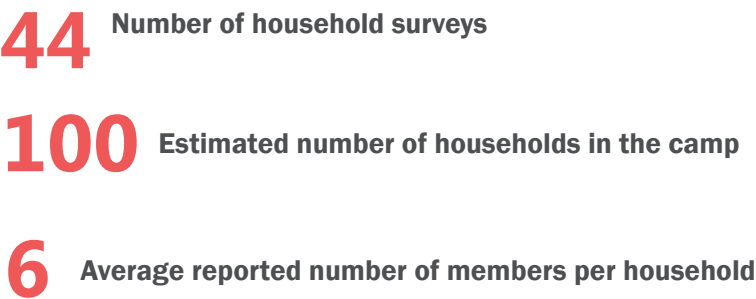 44 Number of household surveys
100 Estimated number of households in the camp
6 Average reported number of members per household